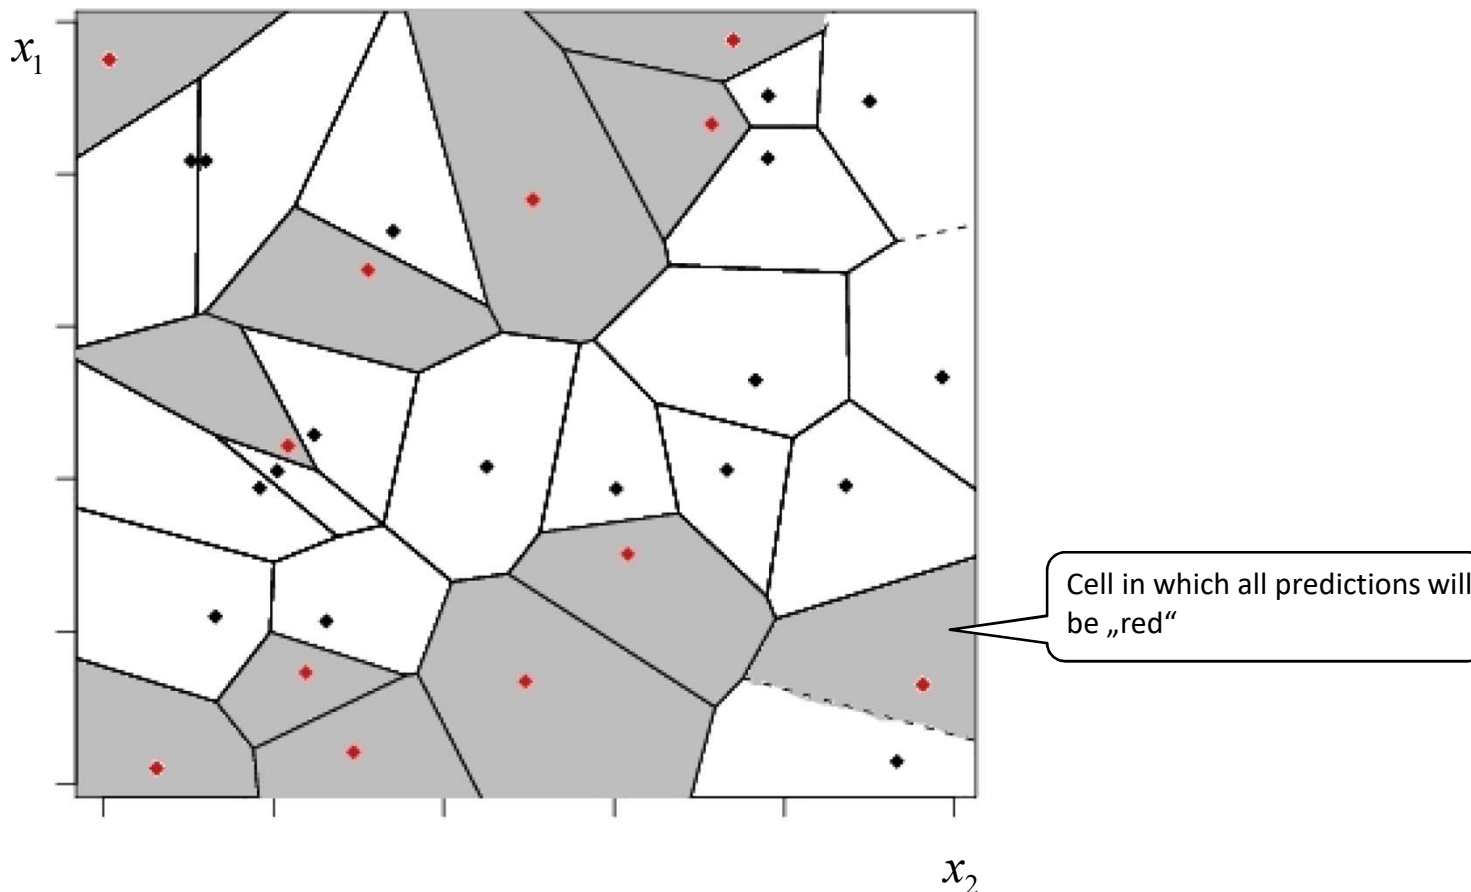 x₁
Cell in which all predictions will
be „red“
x₂